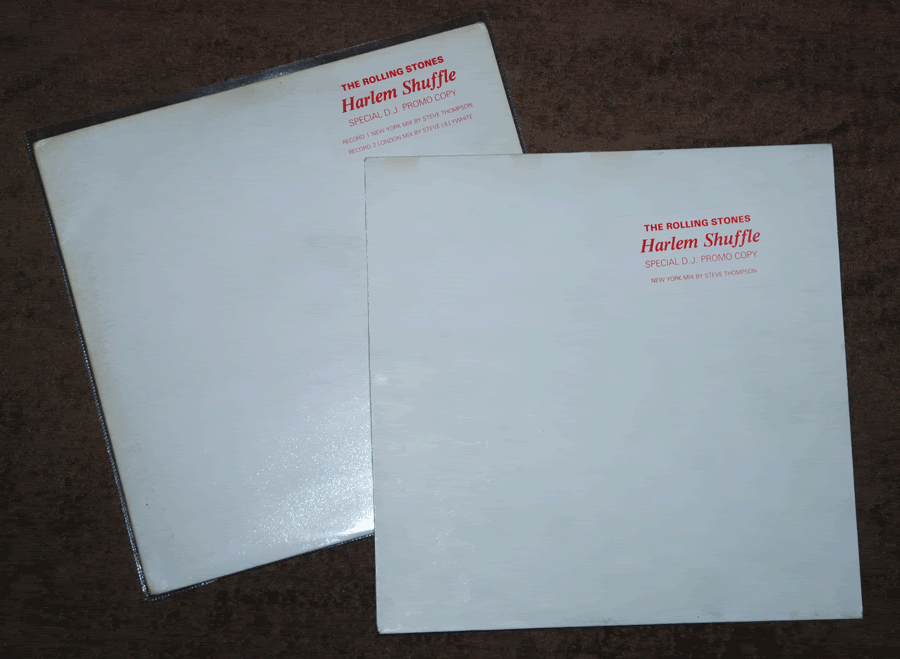 THE ROLLING STONES
Harlem Shuffle
SPECIAL D.J. PROMO COPY
RECORD 1 NEW YORK MIX BY STEVE THOMPSON
RECORD 2 LONDON MIX BY STEVE LILLYWHITE
THE ROLLING STONES
Harlem Shuffle
SPECIAL D.J. PROMO COPY
NEW YORK MIX BY STEVE THOMPSON